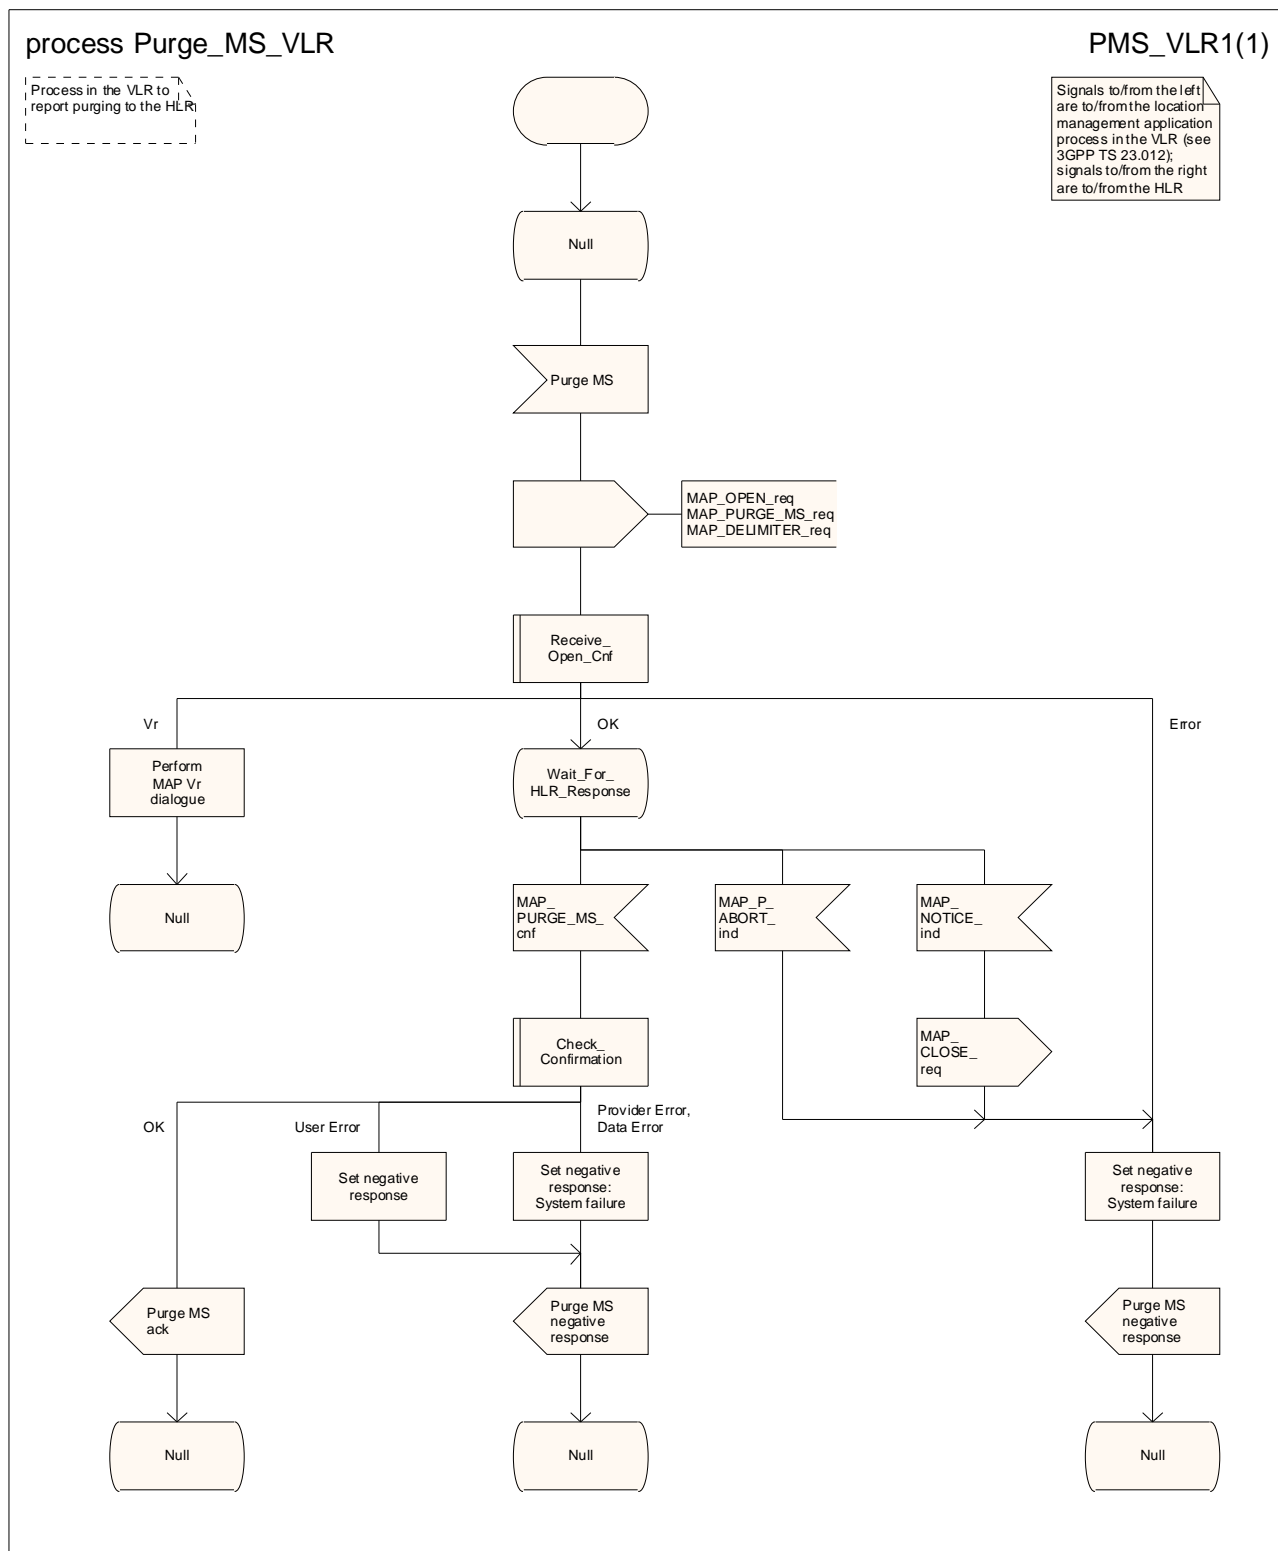 process Purge_MS_VLR
PMS_VLR1(1)
Process in the VLR to
report purging to the HLR
Signals to/from the left
are to/from the location
management application
process in the VLR (see
3GPP TS 23.012);
signals to/from the right
are to/from the HLR
Null
Purge MS
MAP_OPEN_req
MAP_PURGE_MS_req
MAP_DELIMITER_req
Receive_
Open_Cnf
Vr
OK
Error
Perform
MAP Vr
dialogue
Wait_For_
HLR_Response
Null
MAP_
PURGE_MS_
cnf
MAP_P_
ABORT_
ind
MAP_
NOTICE_
ind
Check_
Confirmation
MAP_
CLOSE_
req
OK
User Error
Provider Error,
Data Error
Set negative
response
Set negative
response:
System failure
Set negative
response:
System failure
Purge MS
ack
Purge MS
negative
response
Purge MS
negative
response
Null
Null
Null